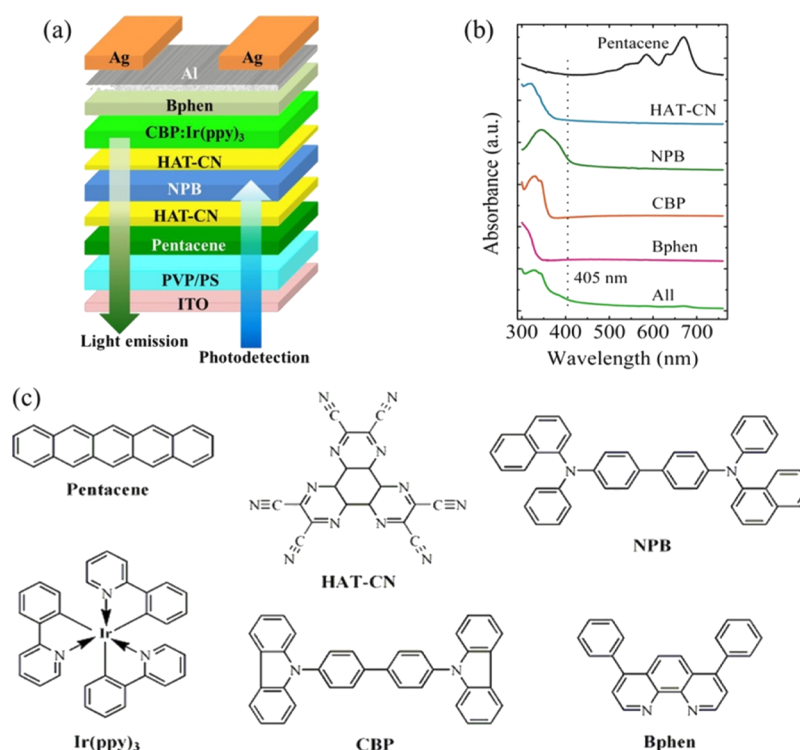 (a)
Ag Ag
Al
Bphen
CBP:Ir(ppy)₃
HAT-CN
NPB
HAT-CN
Pentacene
PVP/PS
ITO
Light emission
Photodetection
(b)
Absorbance (a.u.)
Pentacene
HAT-CN
NPB
CBP
Bphen
405 nm
All
300 400 500 600 700
Wavelength (nm)
(c)
Pentacene
N≡C C≡N
N N
N≡C N N C≡N
N≡C N N C≡N
HAT-CN
N N
NPB
N
Ir
N N
Ir(ppy)₃
N N
CBP
N N
Bphen